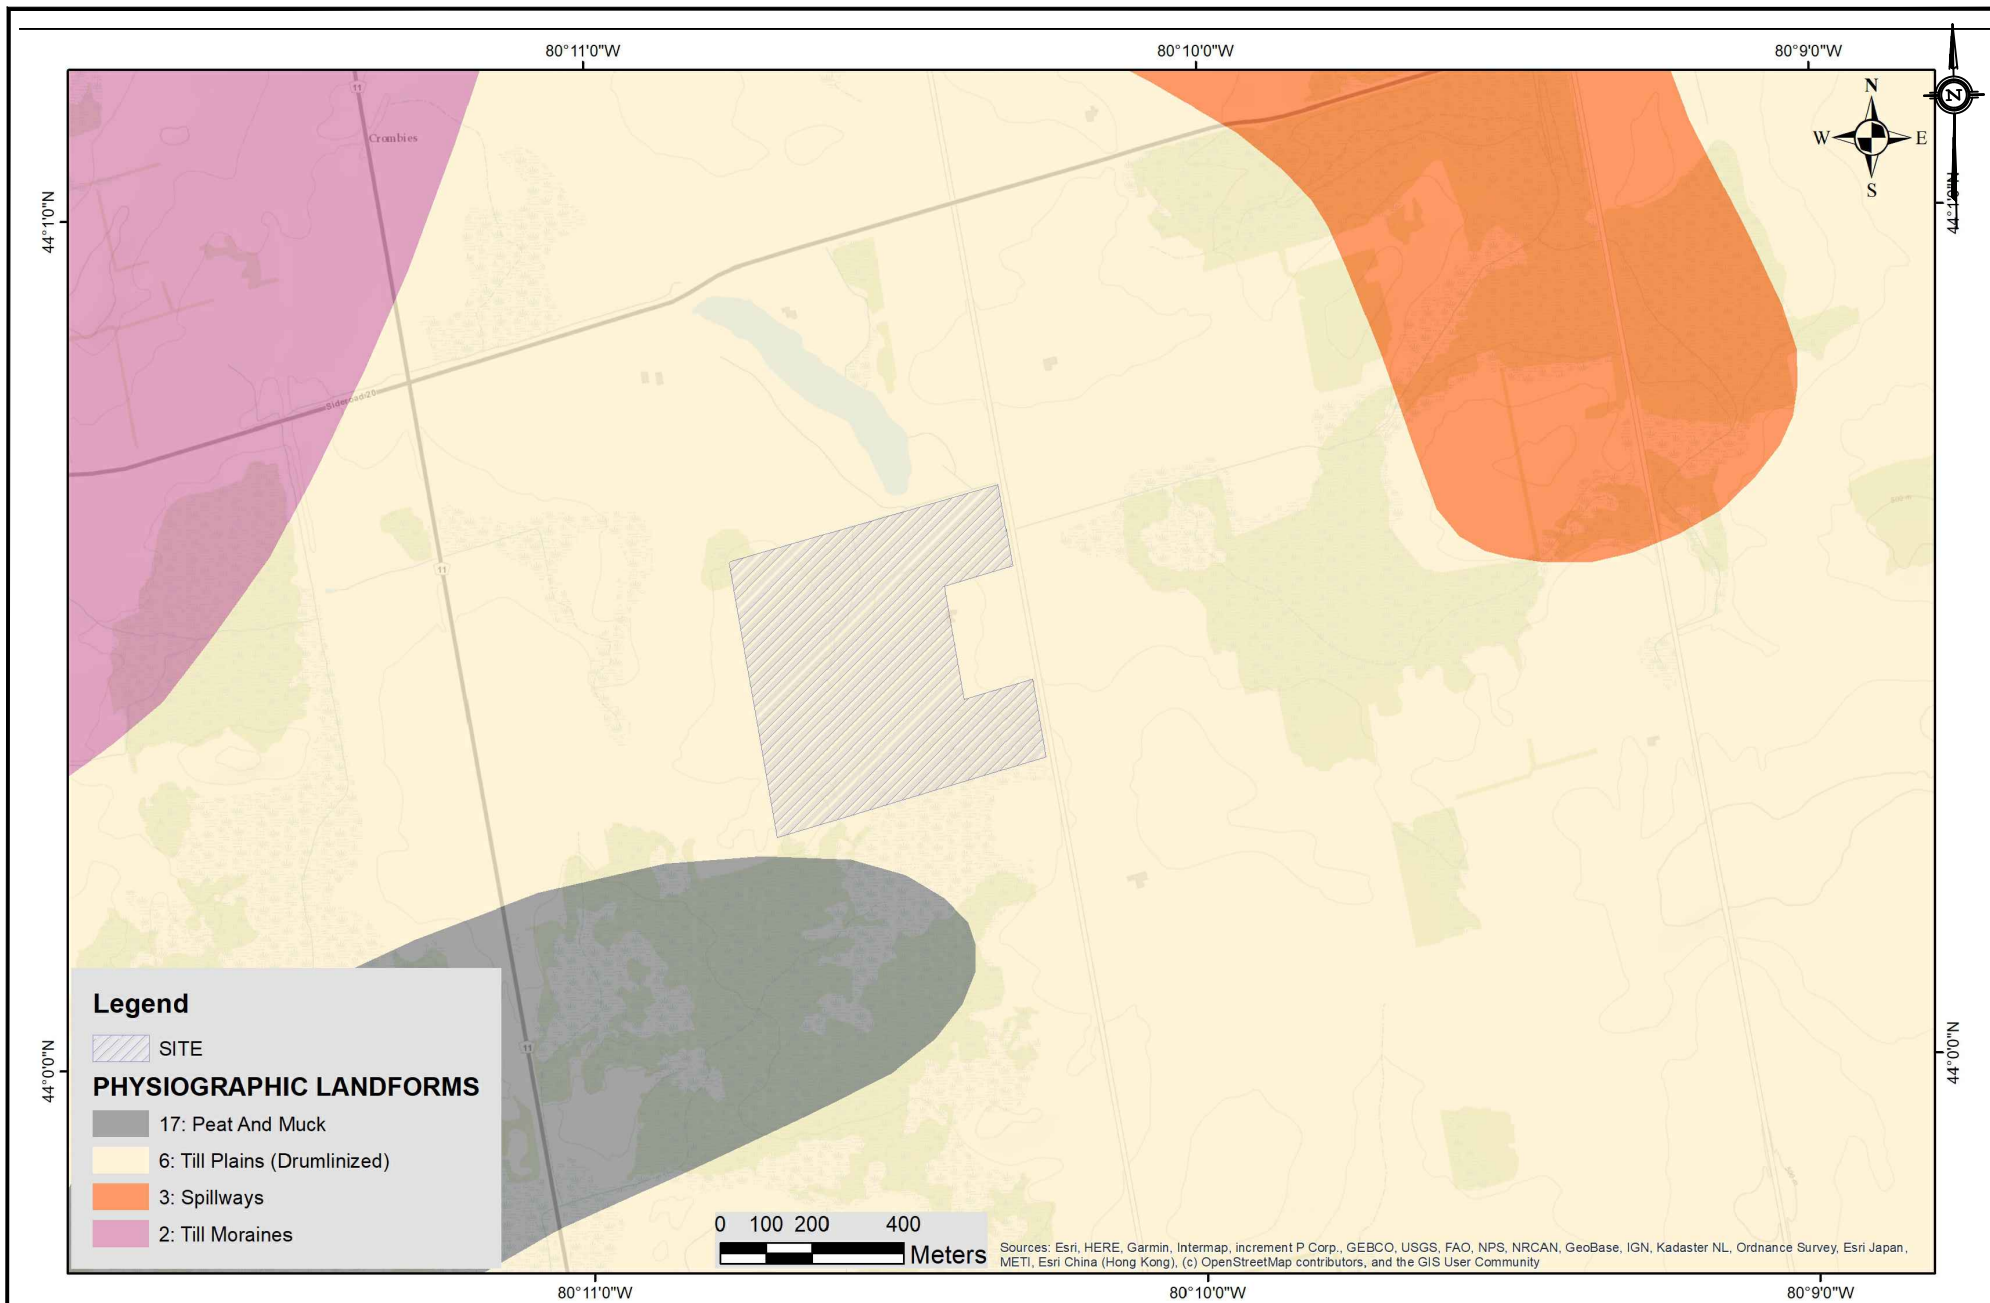 80°11'0"W
80°10'0"W
80°9'0"W
N
W
E
S
N
44°1'0"N
44°1'0"N
11
Crombies
Sideroad 20
11
11
44°0'0"N
44°0'0"N
Legend
SITE
PHYSIOGRAPHIC LANDFORMS
17: Peat And Muck
6: Till Plains (Drumlinized)
3: Spillways
2: Till Moraines
0 100 200 400
Meters
Sources: Esri, HERE, Garmin, Intermap, increment P Corp., GEBCO, USGS, FAO, NPS, NRCAN, GeoBase, IGN, Kadaster NL, Ordnance Survey, Esri Japan,
METI, Esri China (Hong Kong), (c) OpenStreetMap contributors, and the GIS User Community
80°11'0"W
80°10'0"W
80°9'0"W